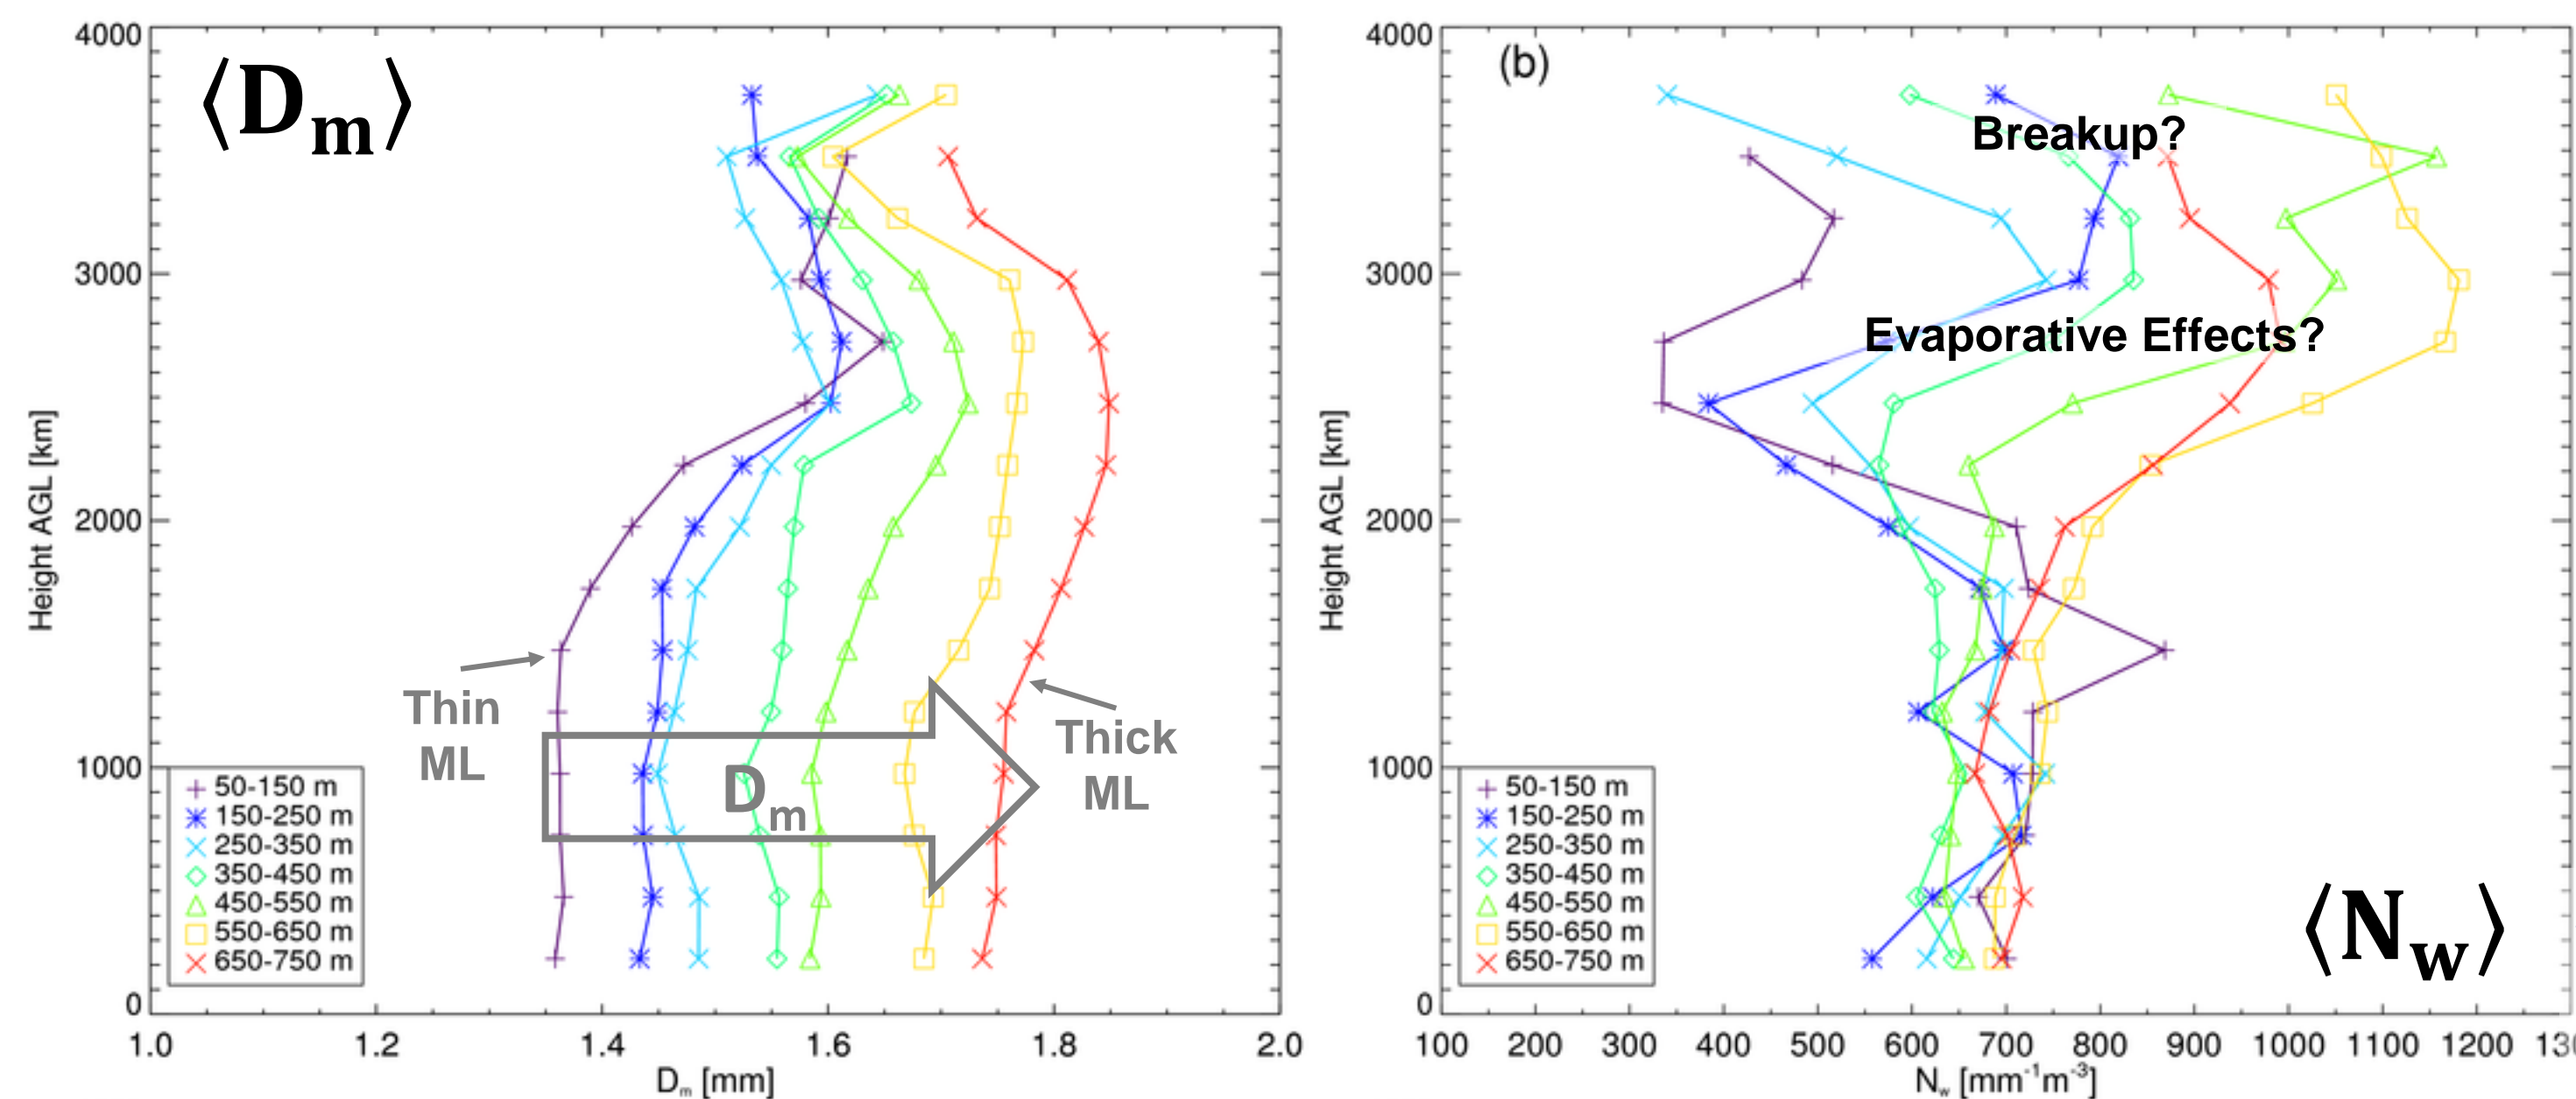 ⟨Dm⟩
4000
3000
2000
1000
0
Height AGL [km]
1.0 1.2 1.4 1.6 1.8 2.0
Dm [mm]
Thin
ML
Thick
ML
Dm
50-150 m
150-250 m
250-350 m
350-450 m
450-550 m
550-650 m
650-750 m
(b)
4000
3000
2000
1000
0
Height AGL [km]
Breakup?
Evaporative Effects?
50-150 m
150-250 m
250-350 m
350-450 m
450-550 m
550-650 m
650-750 m
⟨Nw⟩
100 200 300 400 500 600 700 800 900 1000 1100 1200
Nw [mm-1m-3]